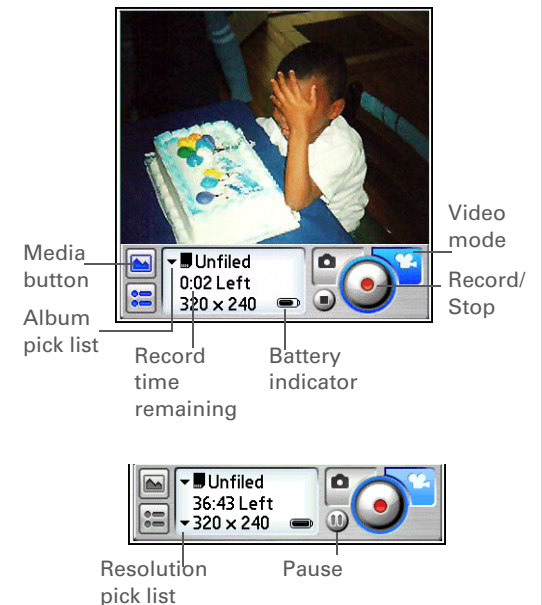 Video
mode
Media
button
Unfiled
0:02 Left
320 x 240
Record/
Stop
Album
pick list
Record
time
remaining
Battery
indicator
Unfiled
36:43 Left
320 x 240
Resolution
pick list
Pause